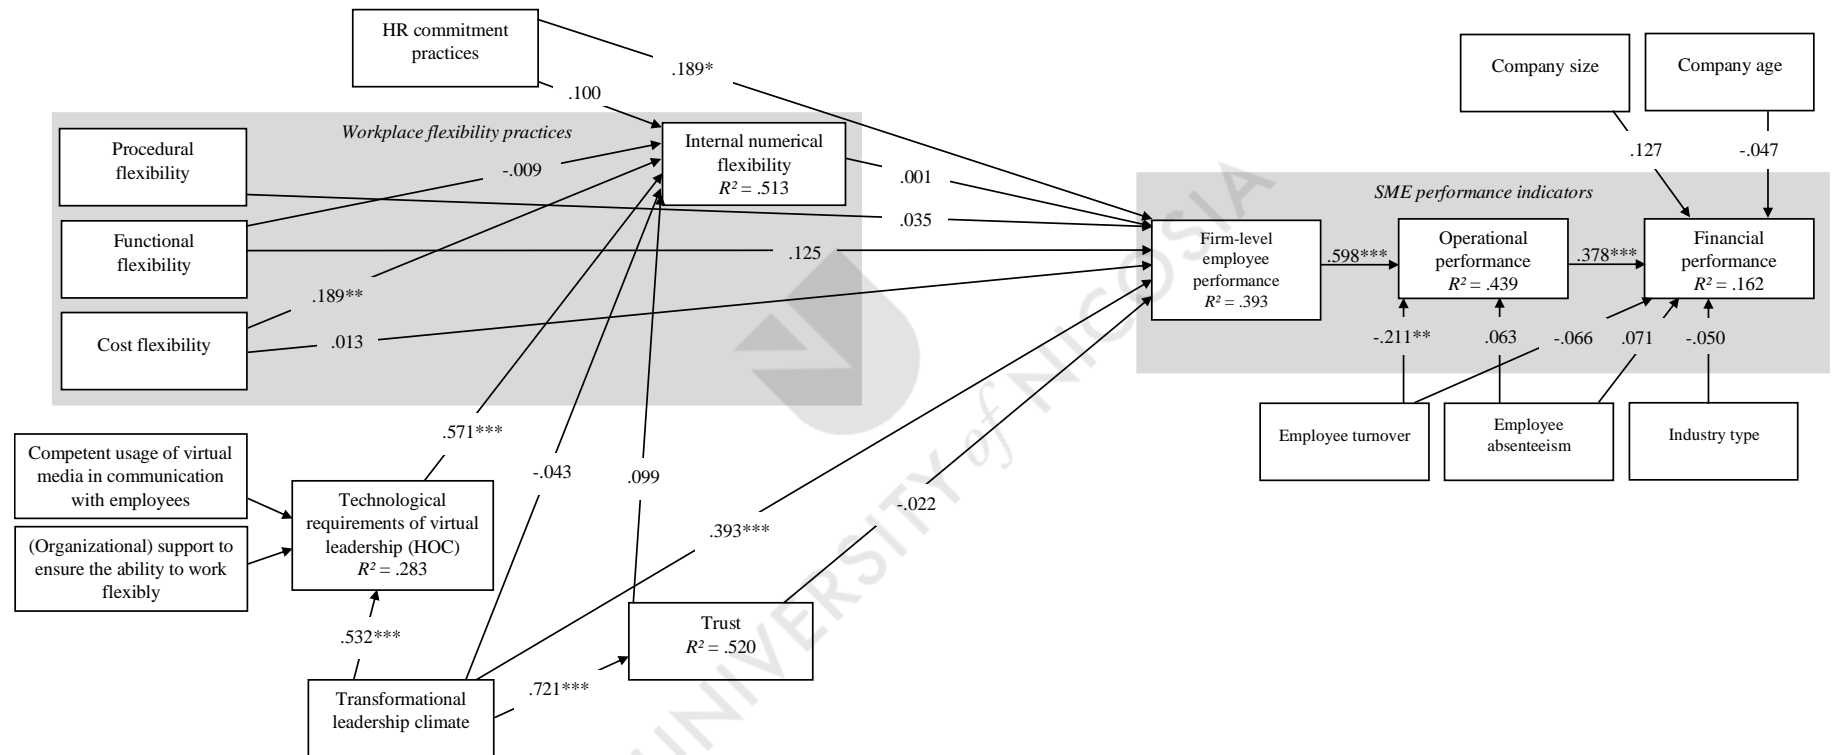 HR commitment
practices
.189*
.100
Company size
Company age
.127
-.047
Workplace flexibility practices
Procedural
flexibility
Functional
flexibility
Cost flexibility
-.009
.189**
.013
Internal numerical
flexibility
R² = .513
.001
.035
.125
SME performance indicators
Firm-level
employee
performance
R² = .393
.598***
Operational
performance
R² = .439
.378***
Financial
performance
R² = .162
-.211**
.063
-.066
.071
-.050
Employee turnover
Employee
absenteeism
Industry type
Competent usage of virtual
media in communication
with employees
(Organizational) support to
ensure the ability to work
flexibly
Technological
requirements of virtual
leadership (HOC)
R² = .283
.571***
-.043
.099
.393***
-.022
.532***
Trust
R² = .520
.721***
Transformational
leadership climate
UNIVERSITY of NICOSIA